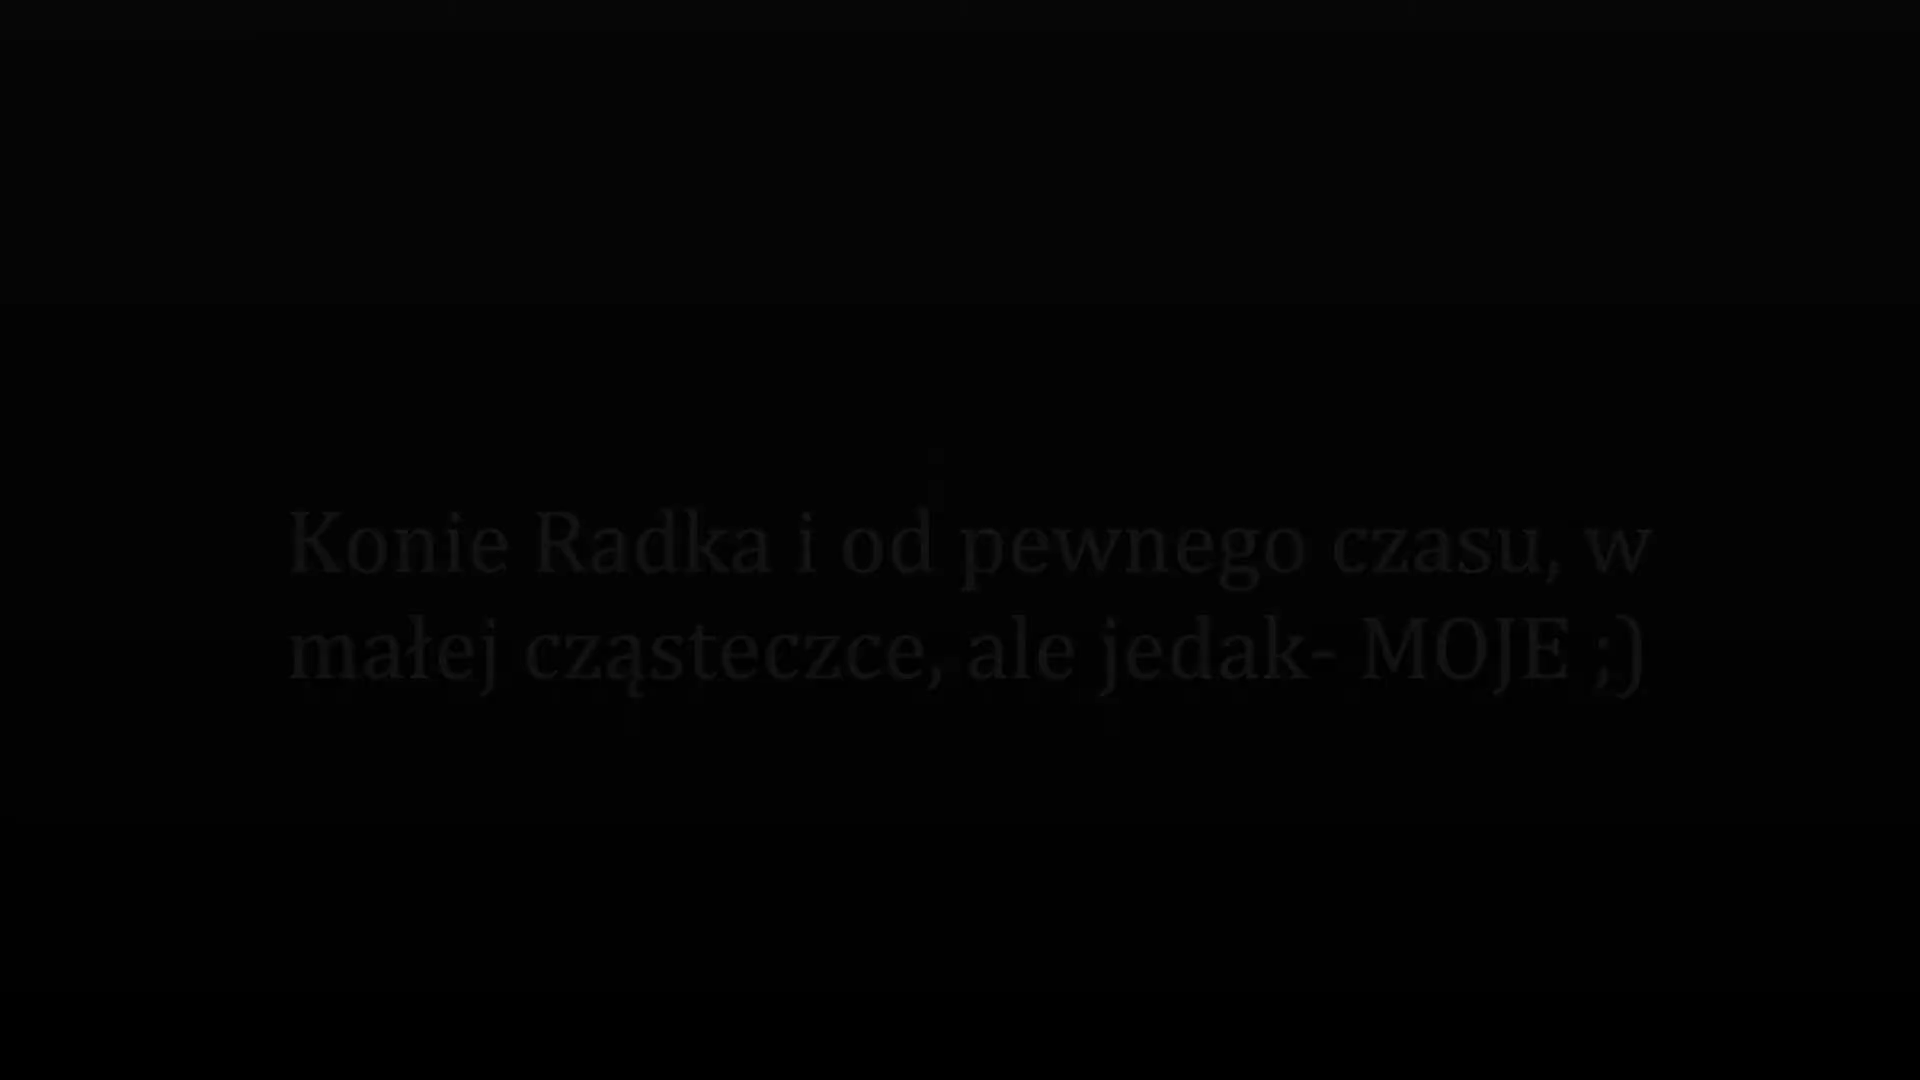 Konie Radka i od pewnego czasu, w
małej cząsteczce, ale jedak- MOJE ;)